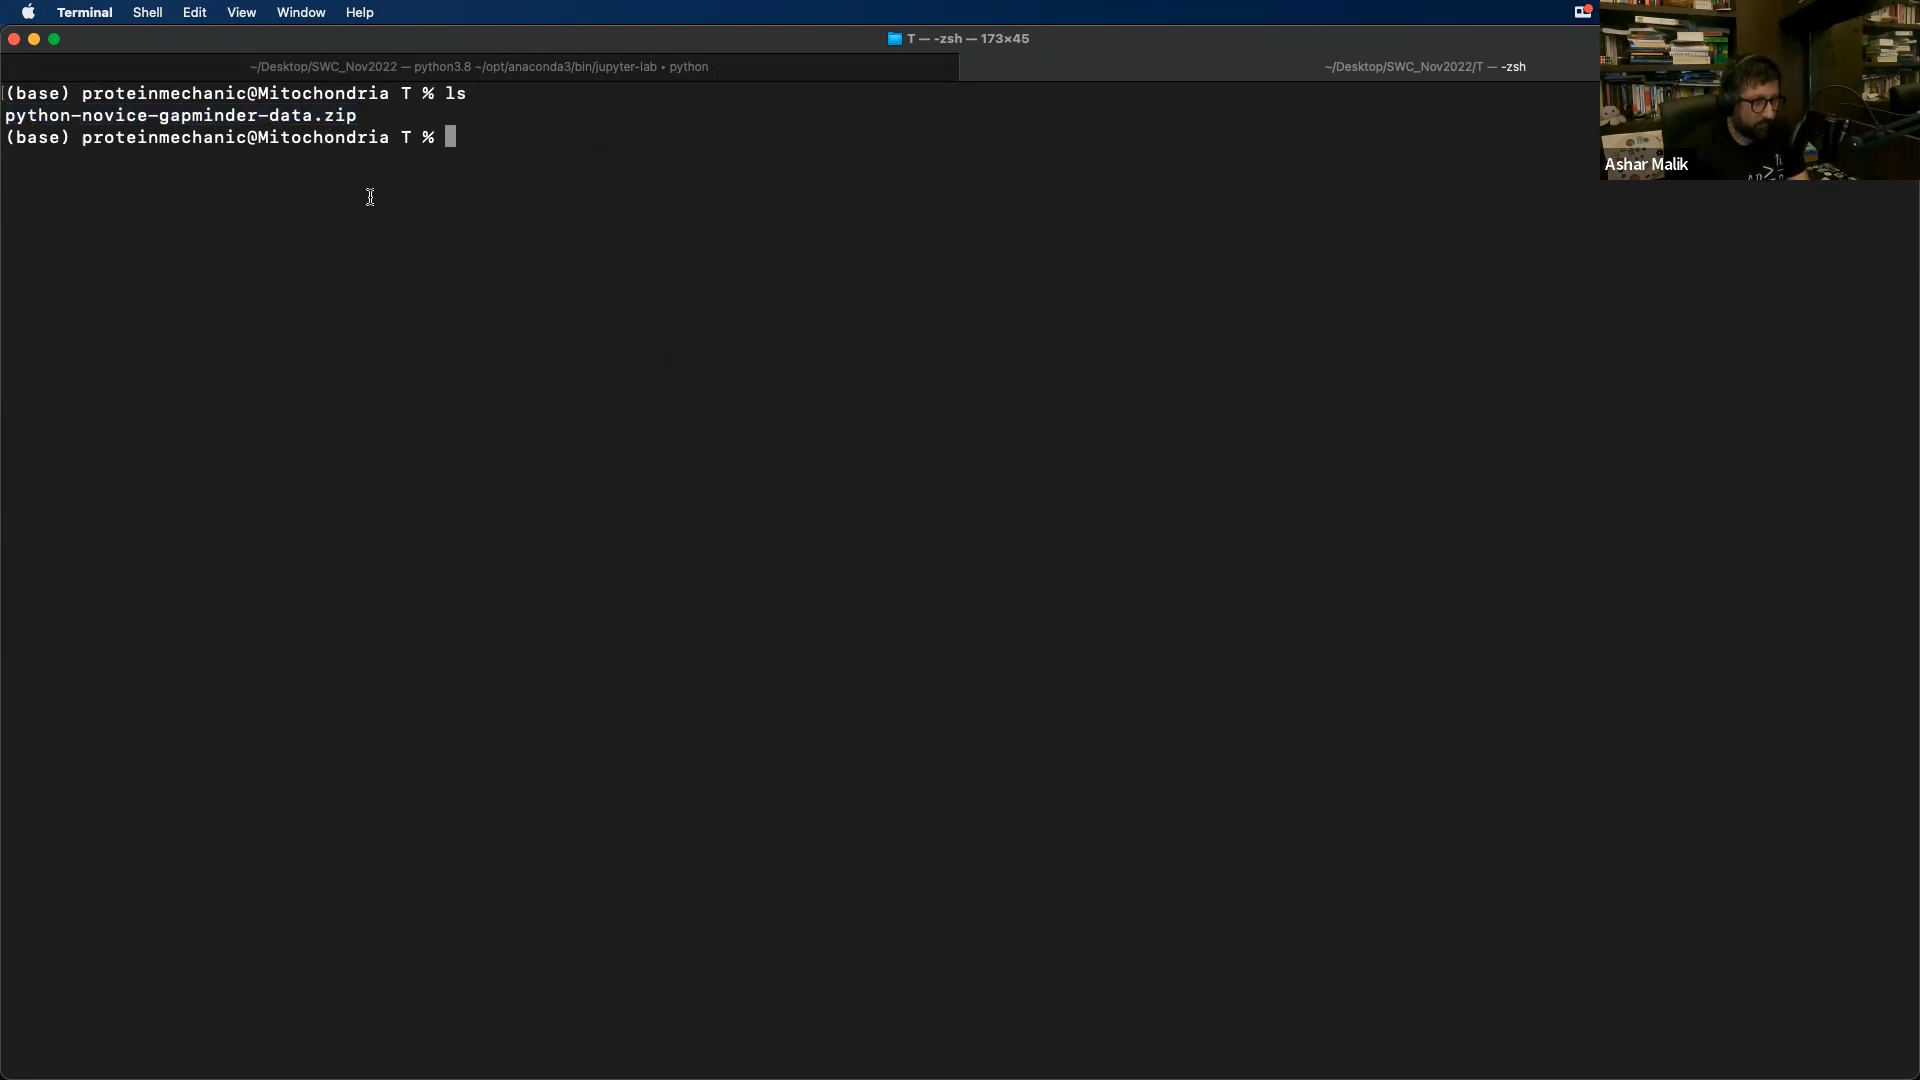 Terminal Shell Edit View Window Help
T — -zsh — 173×45
~/Desktop/SWC_Nov2022 — python3.8 ~/opt/anaconda3/bin/jupyter-lab • python
~/Desktop/SWC_Nov2022/T — -zsh
(base) proteinmechanic@Mitochondria T % ls
python-novice-gapminder-data.zip
(base) proteinmechanic@Mitochondria T %
Ashar Malik